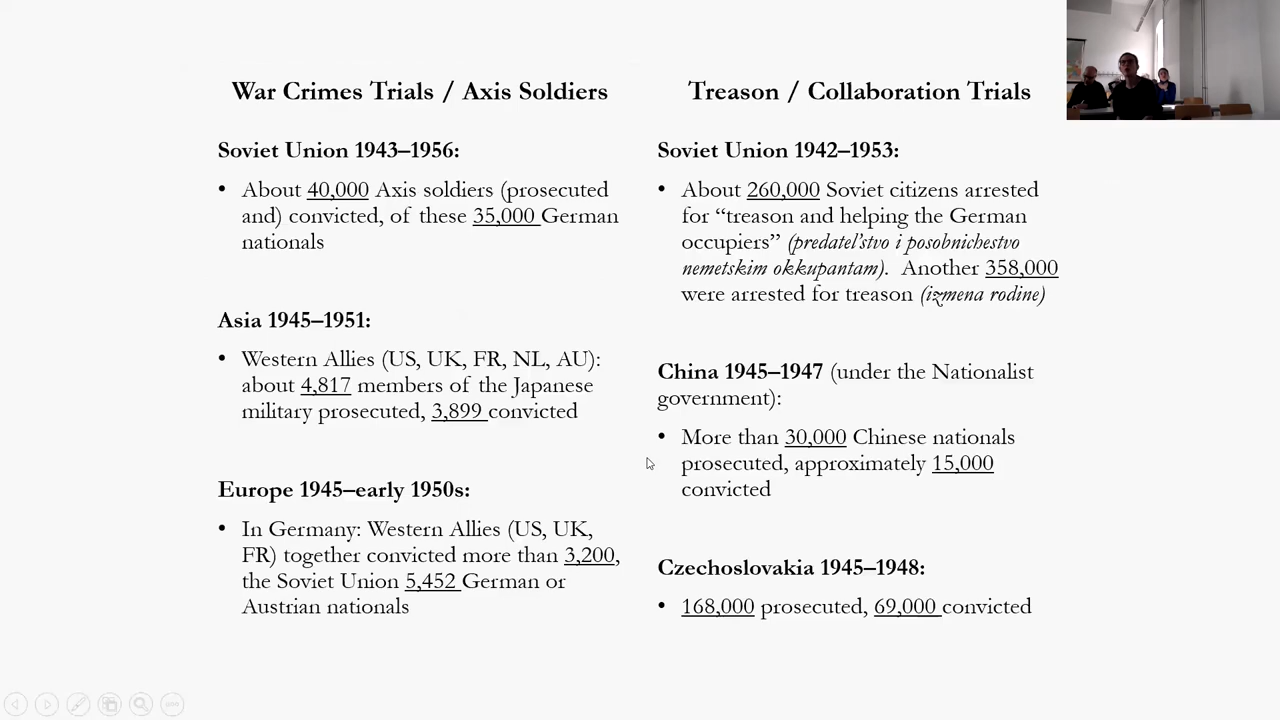 War Crimes Trials / Axis Soldiers
Soviet Union 1943–1956:
• About 40,000 Axis soldiers (prosecuted
and) convicted, of these 35,000 German
nationals
Asia 1945–1951:
• Western Allies (US, UK, FR, NL, AU):
about 4,817 members of the Japanese
military prosecuted, 3,899 convicted
Europe 1945–early 1950s:
• In Germany: Western Allies (US, UK,
FR) together convicted more than 3,200,
the Soviet Union 5,452 German or
Austrian nationals
Treason / Collaboration Trials
Soviet Union 1942–1953:
• About 260,000 Soviet citizens arrested
for “treason and helping the German
occupiers” (predatel’stvo i posobnichestvo
nemetskim okkupantam). Another 358,000
were arrested for treason (izmena rodine)
China 1945–1947 (under the Nationalist
government):
• More than 30,000 Chinese nationals
prosecuted, approximately 15,000
convicted
Czechoslovakia 1945–1948:
• 168,000 prosecuted, 69,000 convicted